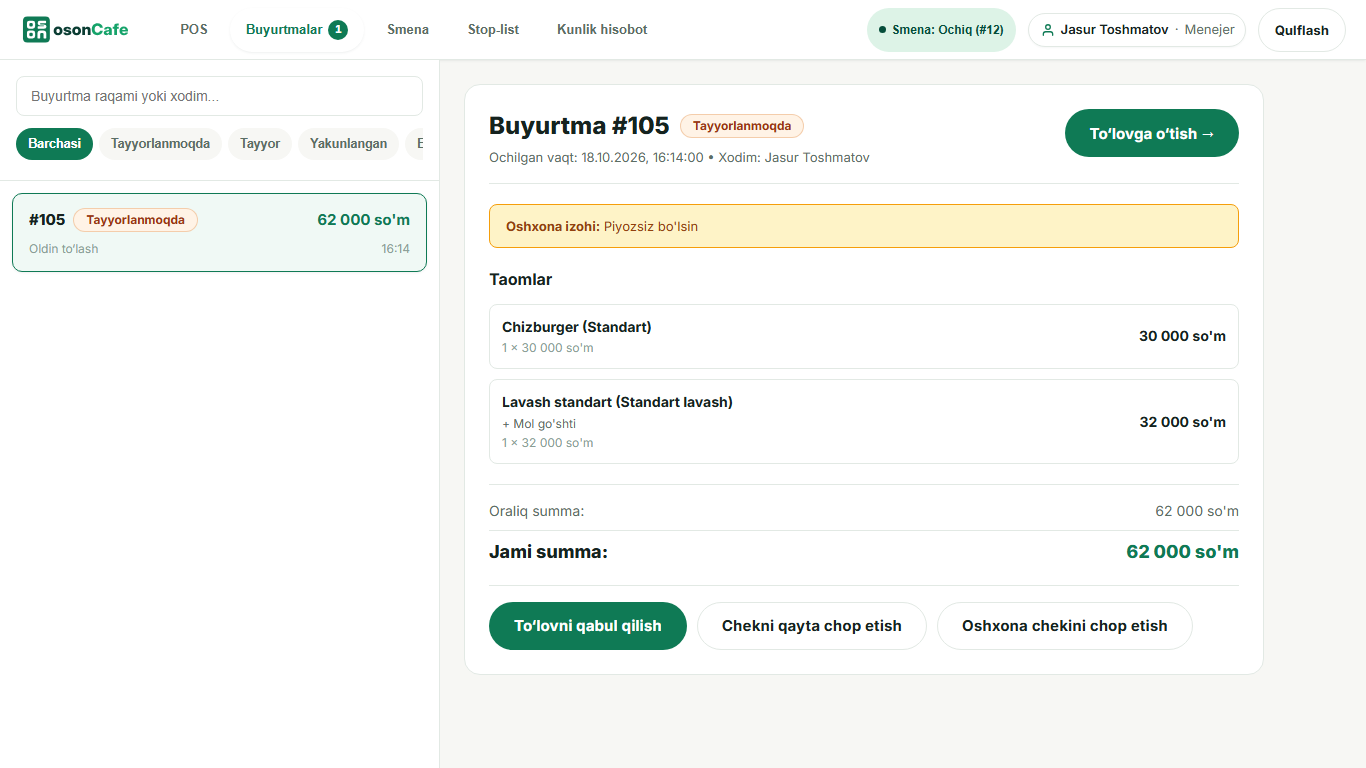 osonCafe
POS
Buyurtmalar 1
Smena
Stop-list
Kunlik hisobot
Smena: Ochiq (#12)
Jasur Toshmatov · Menejer
Qulflash
Buyurtma raqami yoki xodim...
Barchasi
Tayyorlanmoqda
Tayyor
Yakunlangan
#105 Tayyorlanmoqda 62 000 so'm
Oldin to‘lash 16:14
Buyurtma #105 Tayyorlanmoqda
Ochilgan vaqt: 18.10.2026, 16:14:00 • Xodim: Jasur Toshmatov
To‘lovga o‘tish →
Oshxona izohi: Piyozsiz bo'lsin
Taomlar
Chizburger (Standart)
1 × 30 000 so'm
30 000 so'm
Lavash standart (Standart lavash)
+ Mol go'shti
1 × 32 000 so'm
32 000 so'm
Oraliq summa: 62 000 so'm
Jami summa: 62 000 so'm
To‘lovni qabul qilish
Chekni qayta chop etish
Oshxona chekini chop etish